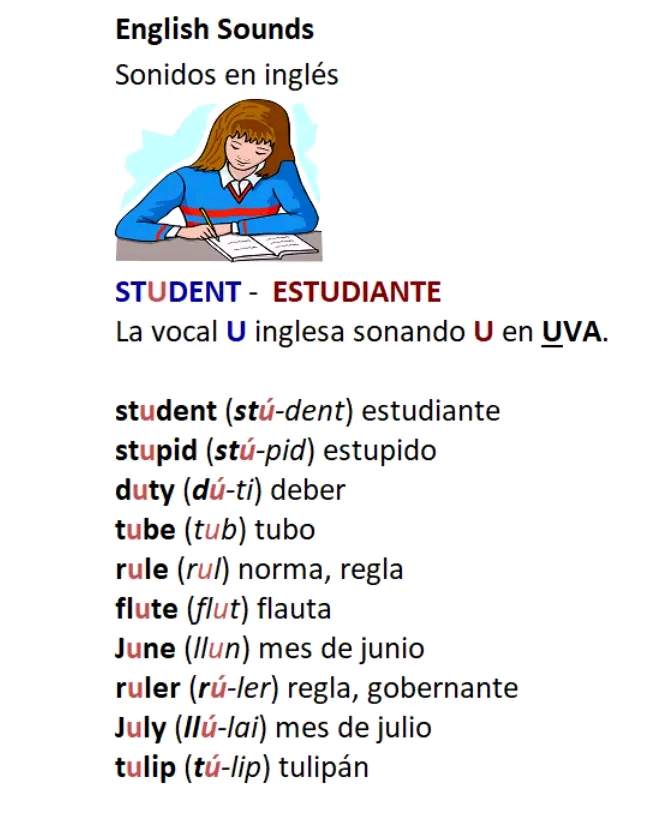 English Sounds
Sonidos en inglés
STUDENT - ESTUDIANTE
La vocal U inglesa sonando U en UVA.
student (stú-dent) estudiante
stupid (stú-pid) estupido
duty (dú-ti) deber
tube (tub) tubo
rule (rul) norma, regla
flute (flut) flauta
June (llun) mes de junio
ruler (rú-ler) regla, gobernante
July (llú-lai) mes de julio
tulip (tú-lip) tulipán